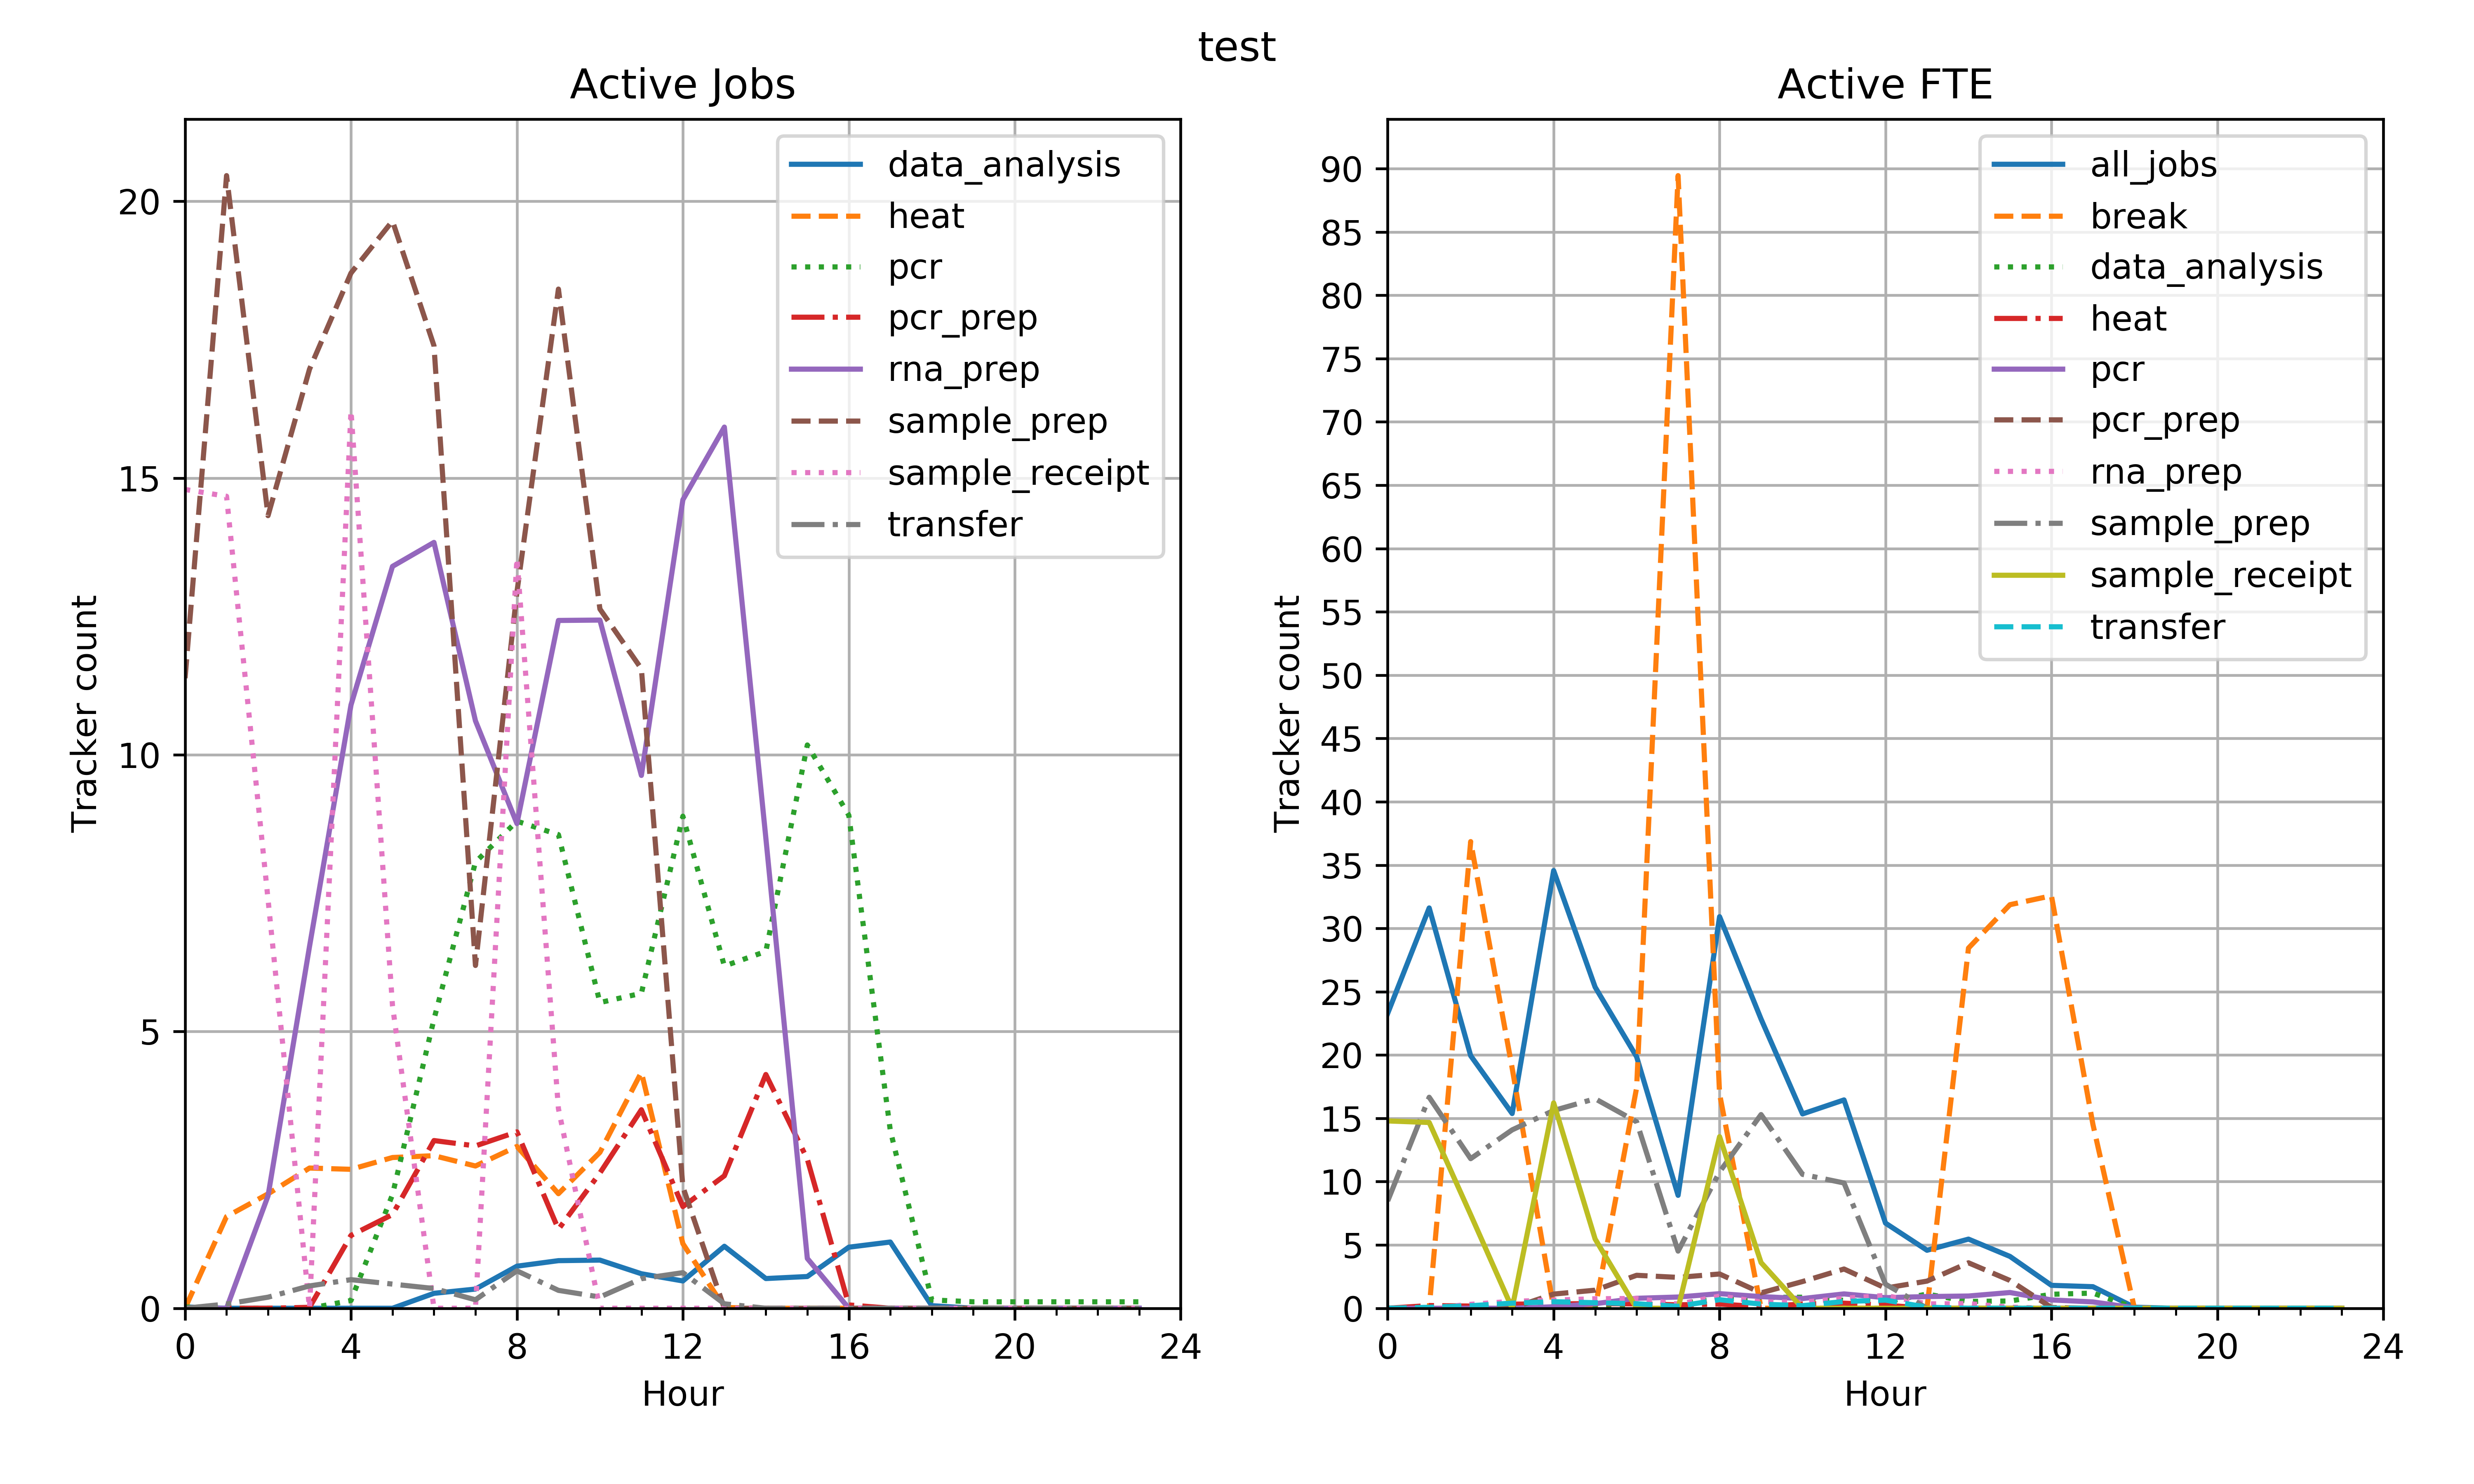 test
Active Jobs
Tracker count
20
15
10
5
0
0 4 8 12 16 20 24
Hour
data_analysis
heat
pcr
pcr_prep
rna_prep
sample_prep
sample_receipt
transfer
Active FTE
Tracker count
90
85
80
75
70
65
60
55
50
45
40
35
30
25
20
15
10
5
0
0 4 8 12 16 20 24
Hour
all_jobs
break
data_analysis
heat
pcr
pcr_prep
rna_prep
sample_prep
sample_receipt
transfer